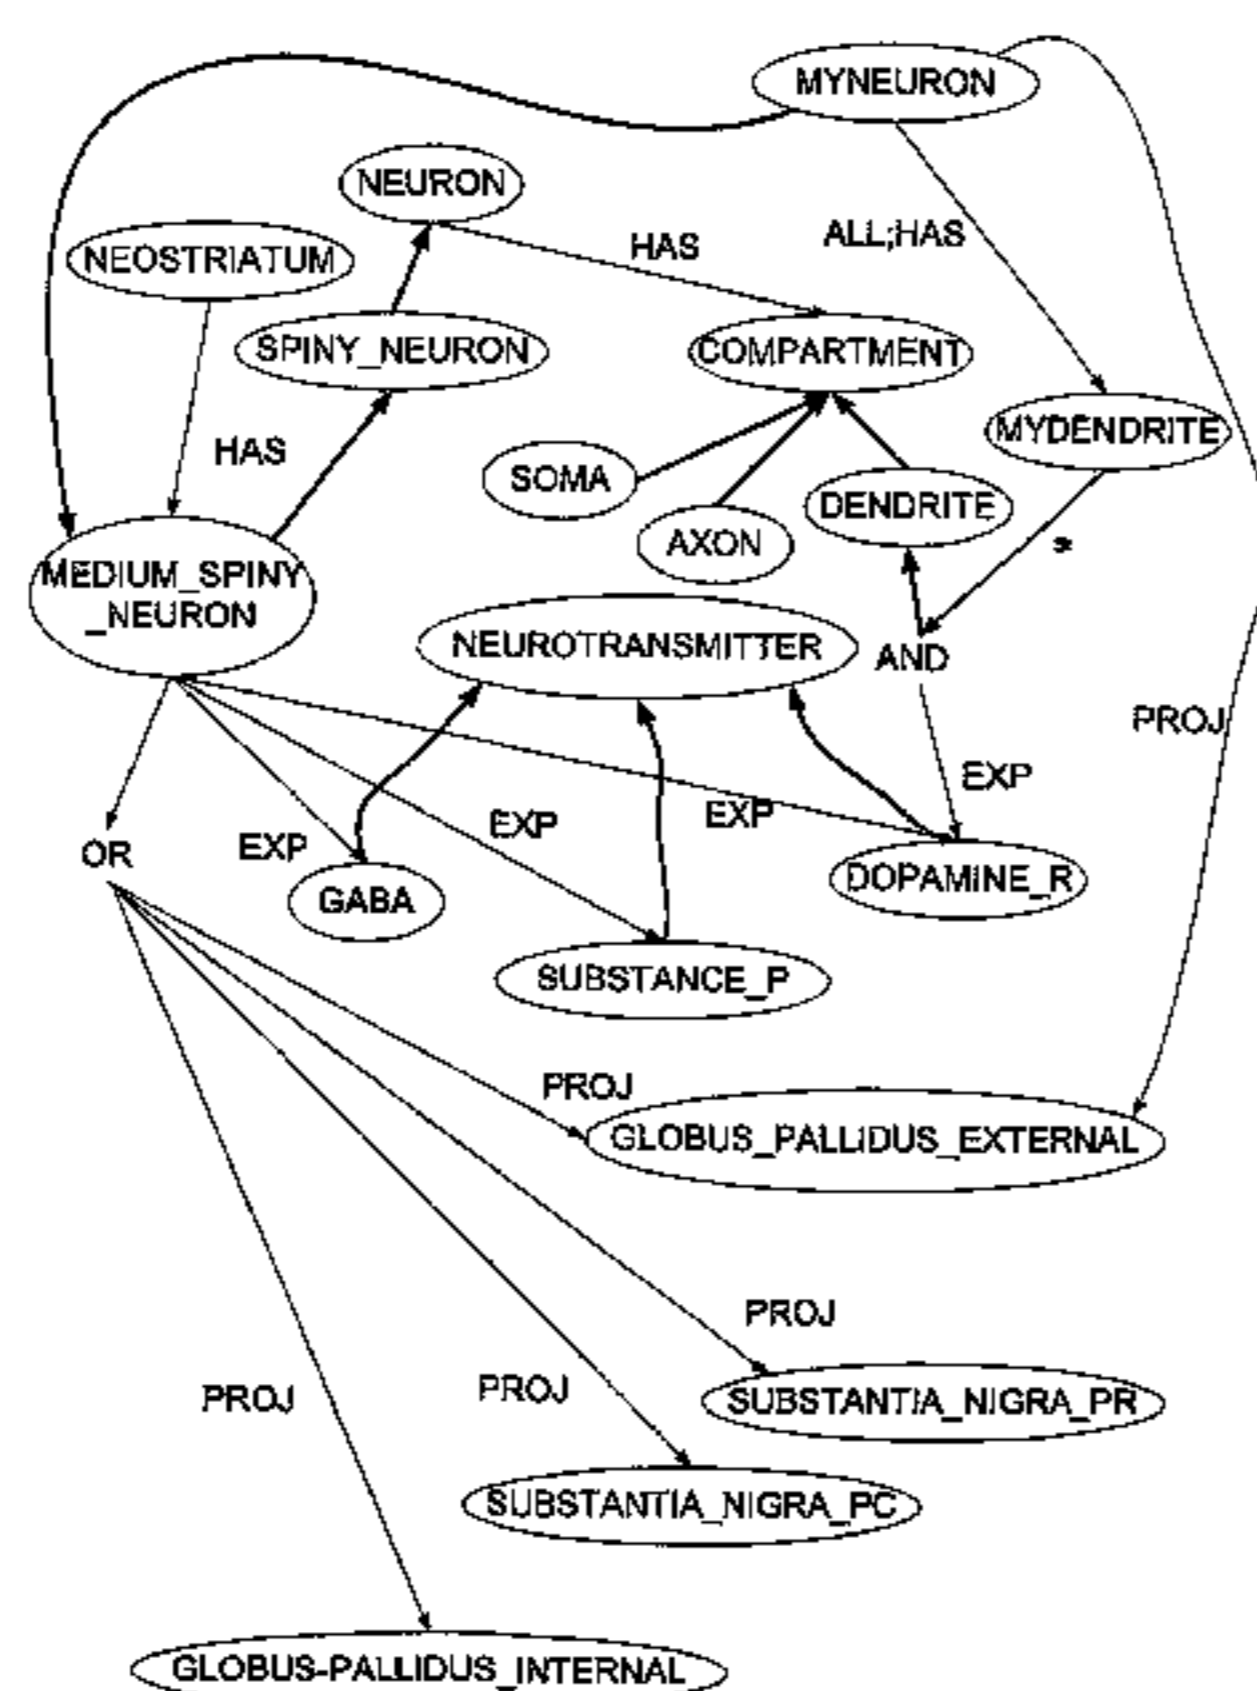 MYNEURON
NEURON
NEOSTRIATUM
HAS
ALL;HAS
SPINY_NEURON
COMPARTMENT
MYDENDRITE
HAS
SOMA
DENDRITE
AXON
=
MEDIUM_SPINY
_NEURON
NEUROTRANSMITTER
AND
PROJ
EXP
EXP
EXP
EXP
OR
GABA
DOPAMINE_R
SUBSTANCE_P
PROJ
GLOBUS_PALLIDUS_EXTERNAL
PROJ
PROJ
PROJ
SUBSTANTIA_NIGRA_PR
SUBSTANTIA_NIGRA_PC
GLOBUS-PALLIDUS_INTERNAL